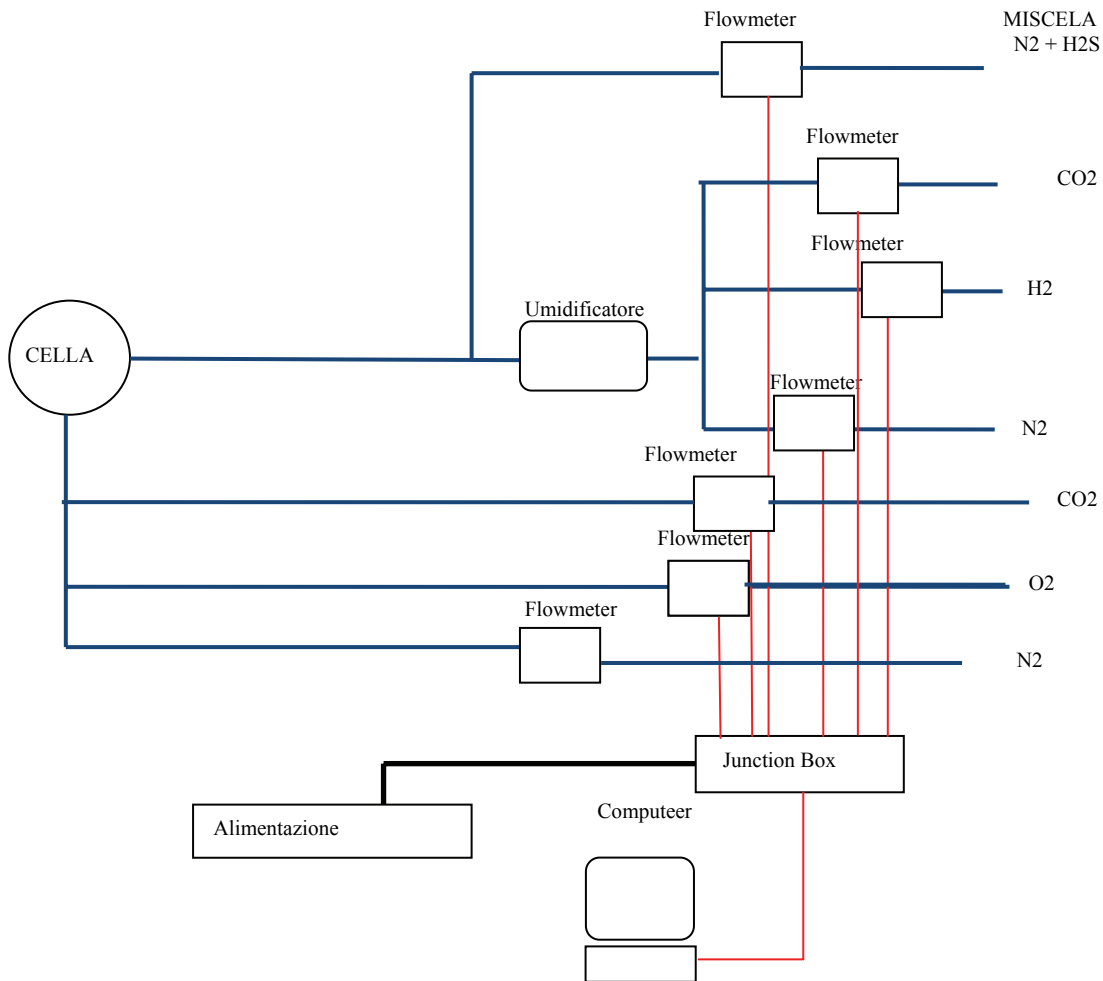 Flowmeter
MISCELA
N2 + H2S
Flowmeter
CO2
Flowmeter
H2
Umidificatore
CELLA
Flowmeter
N2
Flowmeter
CO2
Flowmeter
O2
Flowmeter
N2
Junction Box
Computeer
Alimentazione